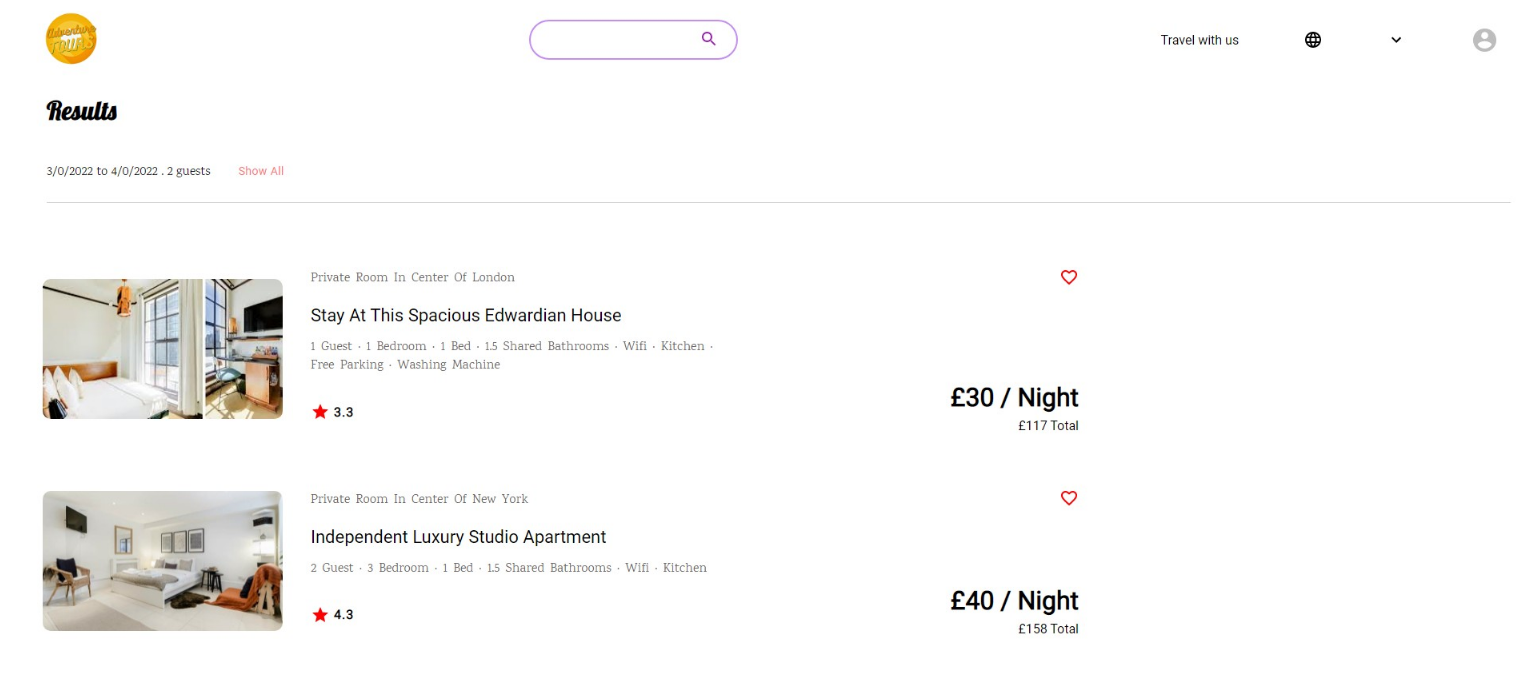 Adventure
TOURS
Travel with us
Results
3/0/2022 to 4/0/2022 . 2 guests Show All
Private Room In Center Of London
Stay At This Spacious Edwardian House
1 Guest · 1 Bedroom · 1 Bed · 1.5 Shared Bathrooms · Wifi · Kitchen ·
Free Parking · Washing Machine
3.3
£30 / Night
£117 Total
Private Room In Center Of New York
Independent Luxury Studio Apartment
2 Guest · 3 Bedroom · 1 Bed · 1.5 Shared Bathrooms · Wifi · Kitchen
4.3
£40 / Night
£158 Total